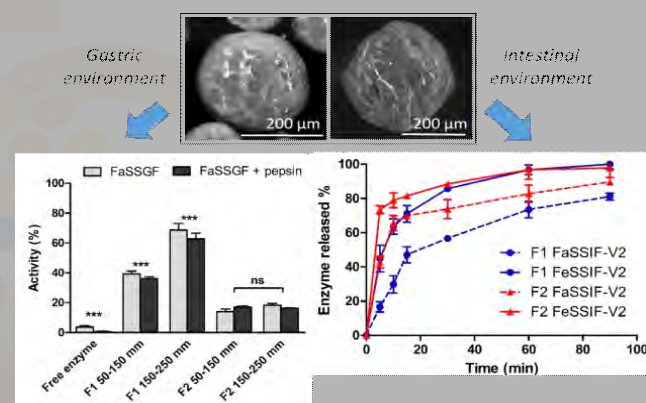 Gastric
environment
200 µm
200 µm
Intestinal
environment
FaSSGF
FaSSGF + pepsin
Activity (%)
100
80
60
40
20
0
***
***
***
ns
Free enzyme
F1 50-150 mm
F1 150-250 mm
F2 50-150 mm
F2 150-250 mm
Enzyme released %
100
80
60
40
20
0
F1 FaSSIF-V2
F1 FeSSIF-V2
F2 FaSSIF-V2
F2 FeSSIF-V2
0
20
40
60
80
100
Time (min)